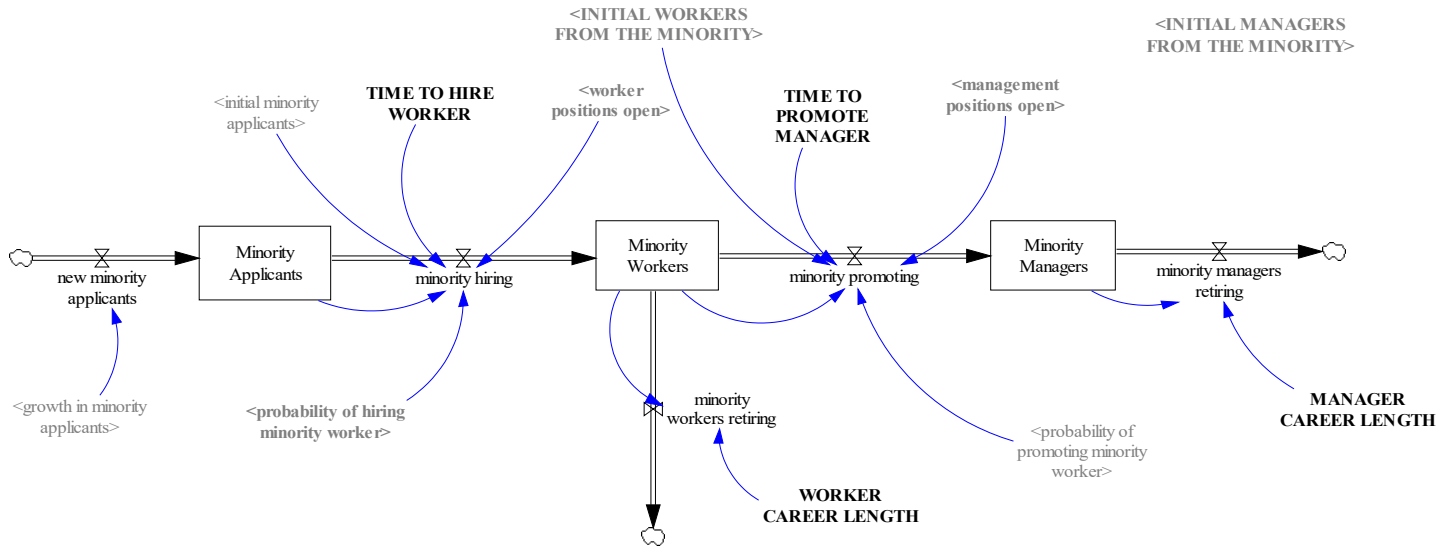 <INITIAL WORKERS
FROM THE MINORITY>
<INITIAL MANAGERS
FROM THE MINORITY>
<initial minority
applicants>
TIME TO HIRE
WORKER
<worker
positions open>
TIME TO
PROMOTE
MANAGER
<management
positions open>
new minority
applicants
Minority
Applicants
minority hiring
Minority
Workers
minority promoting
Minority
Managers
minority managers
retiring
<growth in minority
applicants>
<probability of hiring
minority worker>
minority
workers retiring
<probability of
promoting minority
worker>
MANAGER
CAREER LENGTH
WORKER
CAREER LENGTH